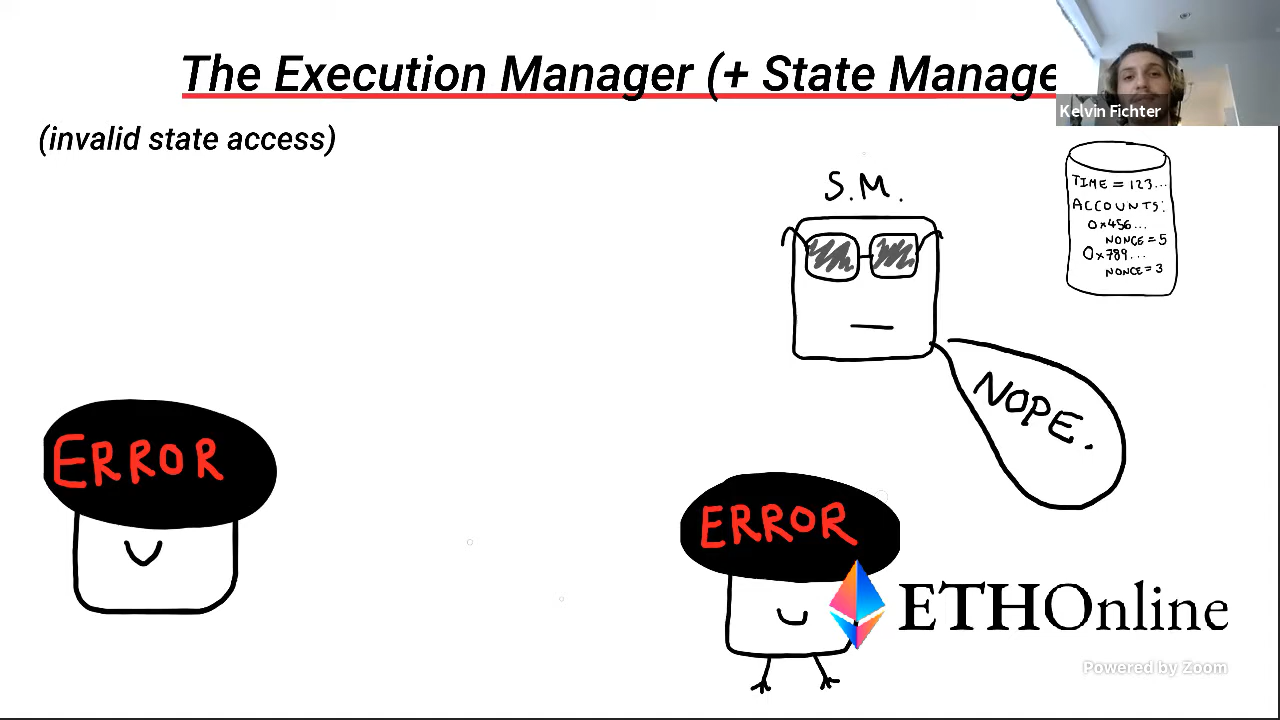 The Execution Manager (+ State Manage
Kelvin Fichter
(invalid state access)
S.M.
TIME = 123...
ACCOUNTS:
0x456...
NONCE = 5
0x789...
NONCE = 3
NOPE.
ERROR
ERROR
ETHOnline
Powered by Zoom